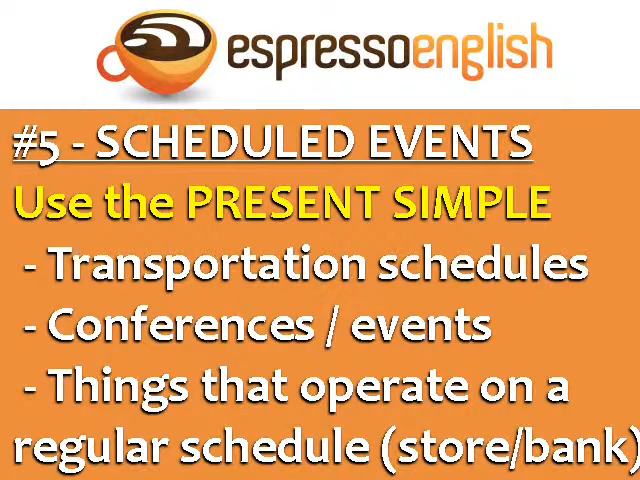 espressoenglish
#5 - SCHEDULED EVENTS
Use the PRESENT SIMPLE
- Transportation schedules
- Conferences / events
- Things that operate on a
regular schedule (store/bank)